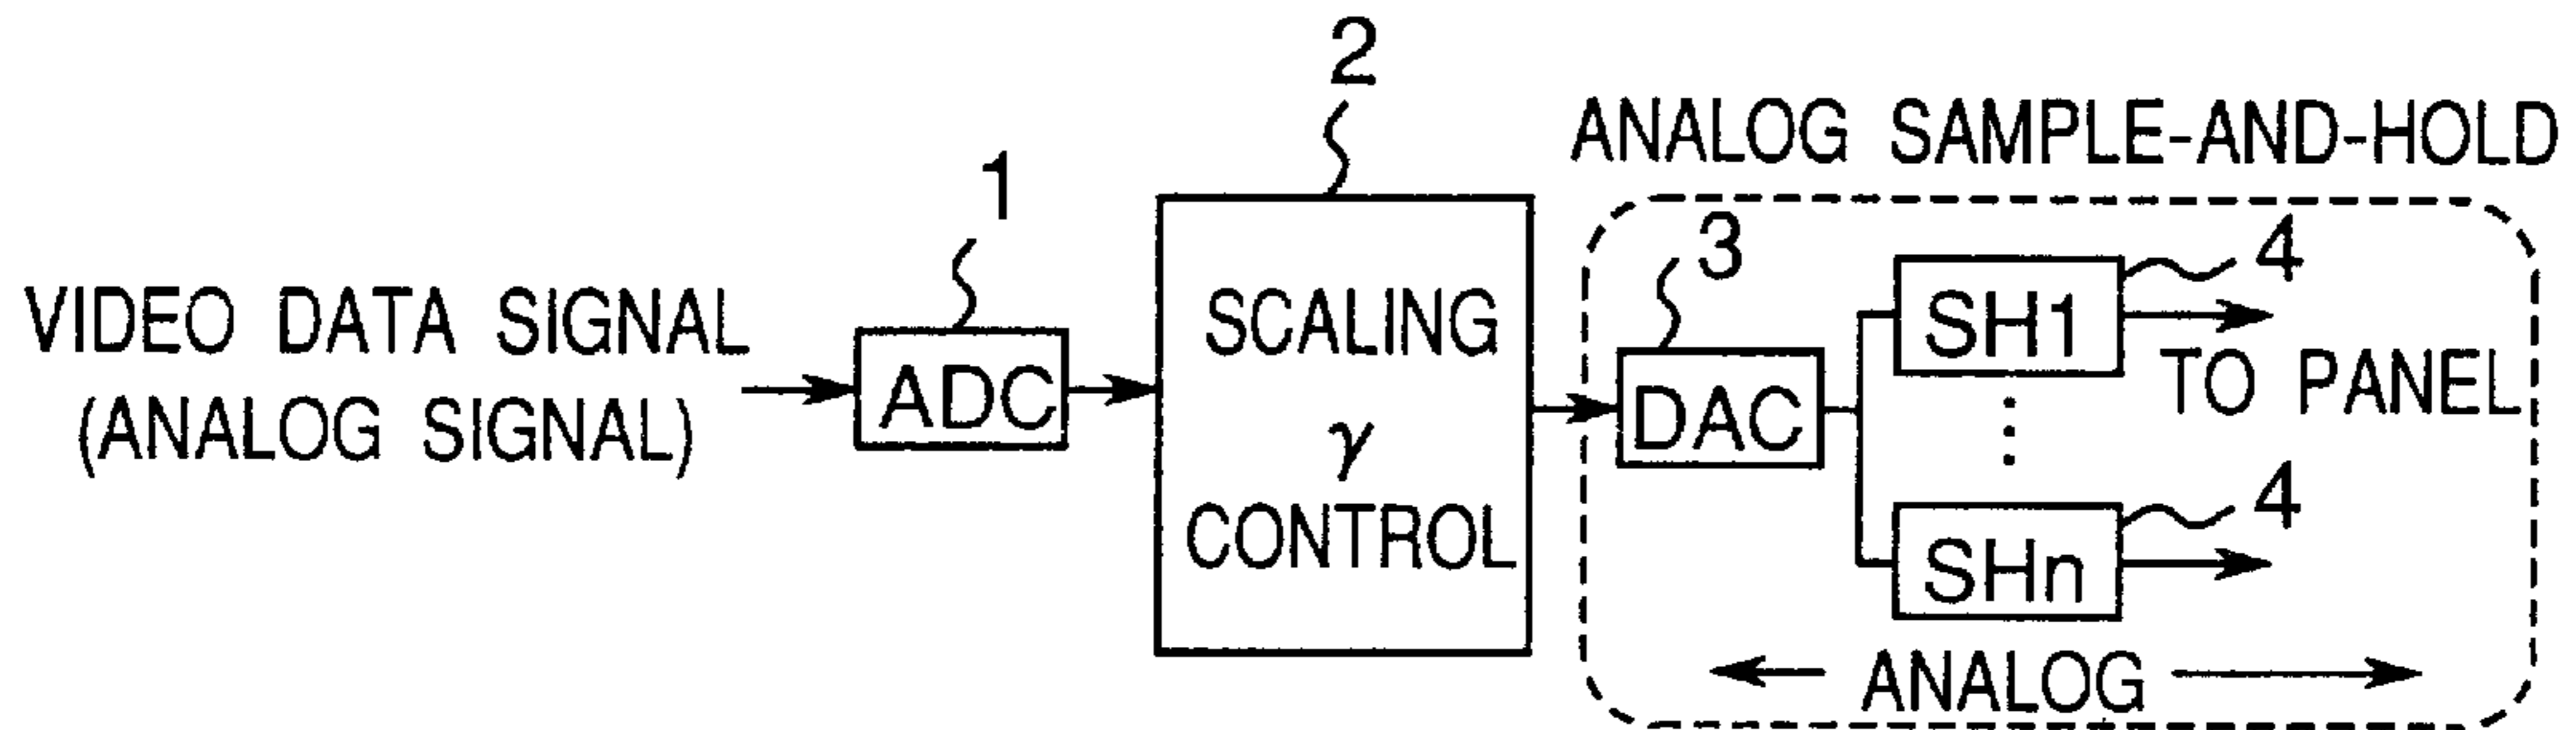 VIDEO DATA SIGNAL
(ANALOG SIGNAL)
1
ADC
2
SCALING
γ
CONTROL
ANALOG SAMPLE-AND-HOLD
3
DAC
4
SH1
TO PANEL
4
SHn
ANALOG